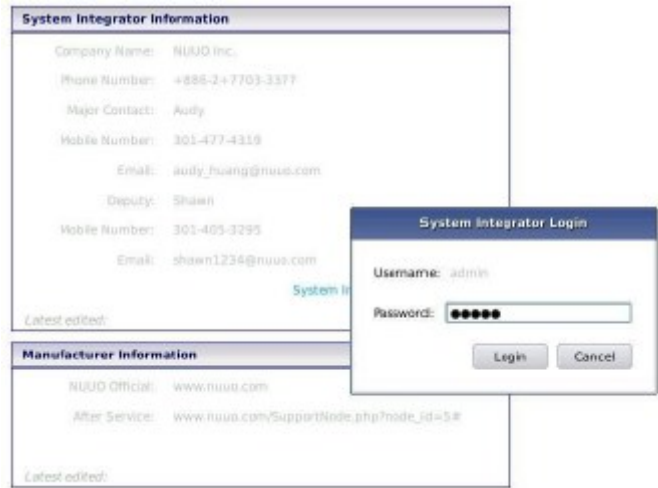 System Integrator Information
Company Name: NUUO Inc.
Phone Number: +886-2+7703-3377
Major Contact: Audy
Mobile Number: 301-477-4319
Email: audy_huang@nuuo.com
Deputy: Shawn
Mobile Number: 301-405-3295
Email: shawn1234@nuuo.com
System In
Latest edited:
System Integrator Login
Username: admin
Password: ●●●●●
Login Cancel
Manufacturer Information
NUUO Official: www.nuuo.com
After Service: www.nuuo.com/SupportNode.php?node_id=5#
Latest edited: